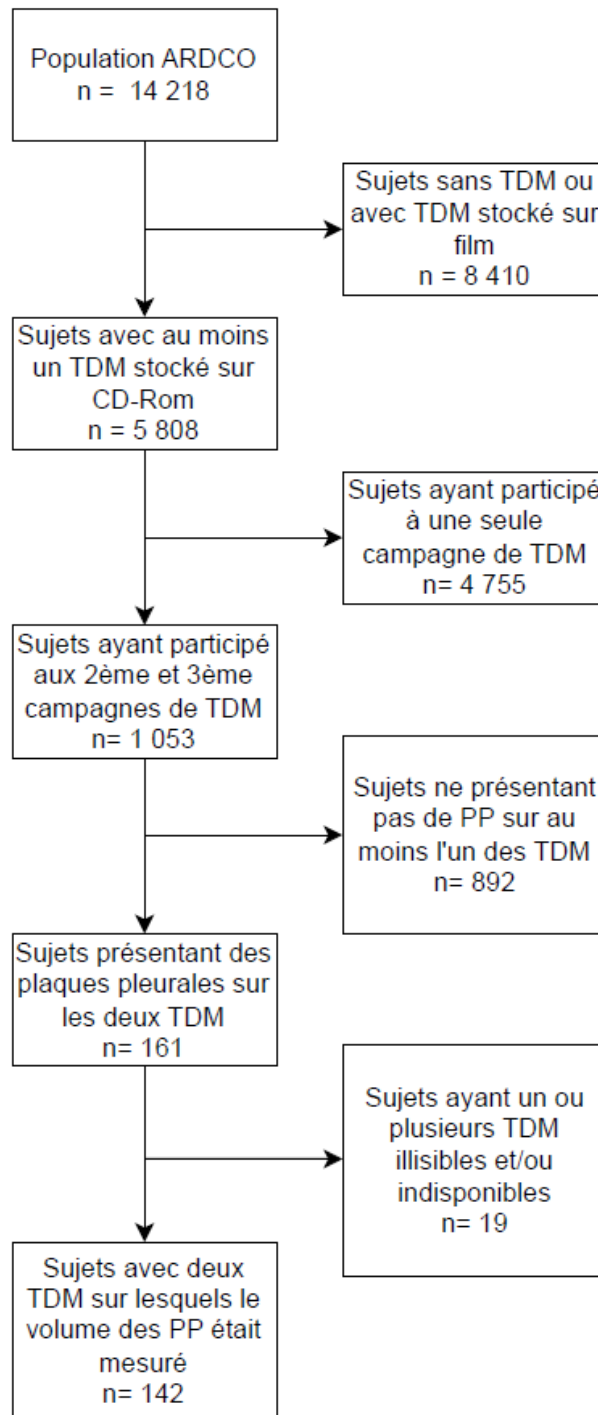 Population ARDCO
n =  14 218
Sujets sans TDM ou
avec TDM stocké sur
film
n = 8 410
Sujets avec au moins
un TDM stocké sur
CD-Rom
n = 5 808
Sujets ayant participé
à une seule
campagne de TDM
n= 4 755
Sujets ayant participé
aux 2ème et 3ème
campagnes de TDM
n= 1 053
Sujets ne présentant
pas de PP sur au
moins l'un des TDM
n= 892
Sujets présentant des
plaques pleurales sur
les deux TDM
n= 161
Sujets ayant un ou
plusieurs TDM
illisibles et/ou
indisponibles
n= 19
Sujets avec deux
TDM sur lesquels le
volume des PP était
mesuré
n= 142